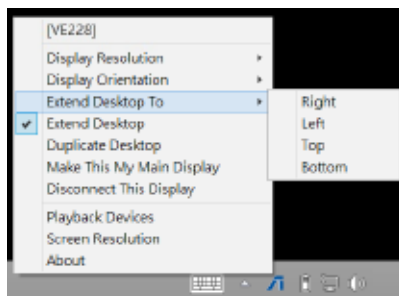 [VE228]
Display Resolution
Display Orientation
Extend Desktop To
Right
Extend Desktop
Left
Duplicate Desktop
Top
Make This My Main Display
Bottom
Disconnect This Display
Playback Devices
Screen Resolution
About